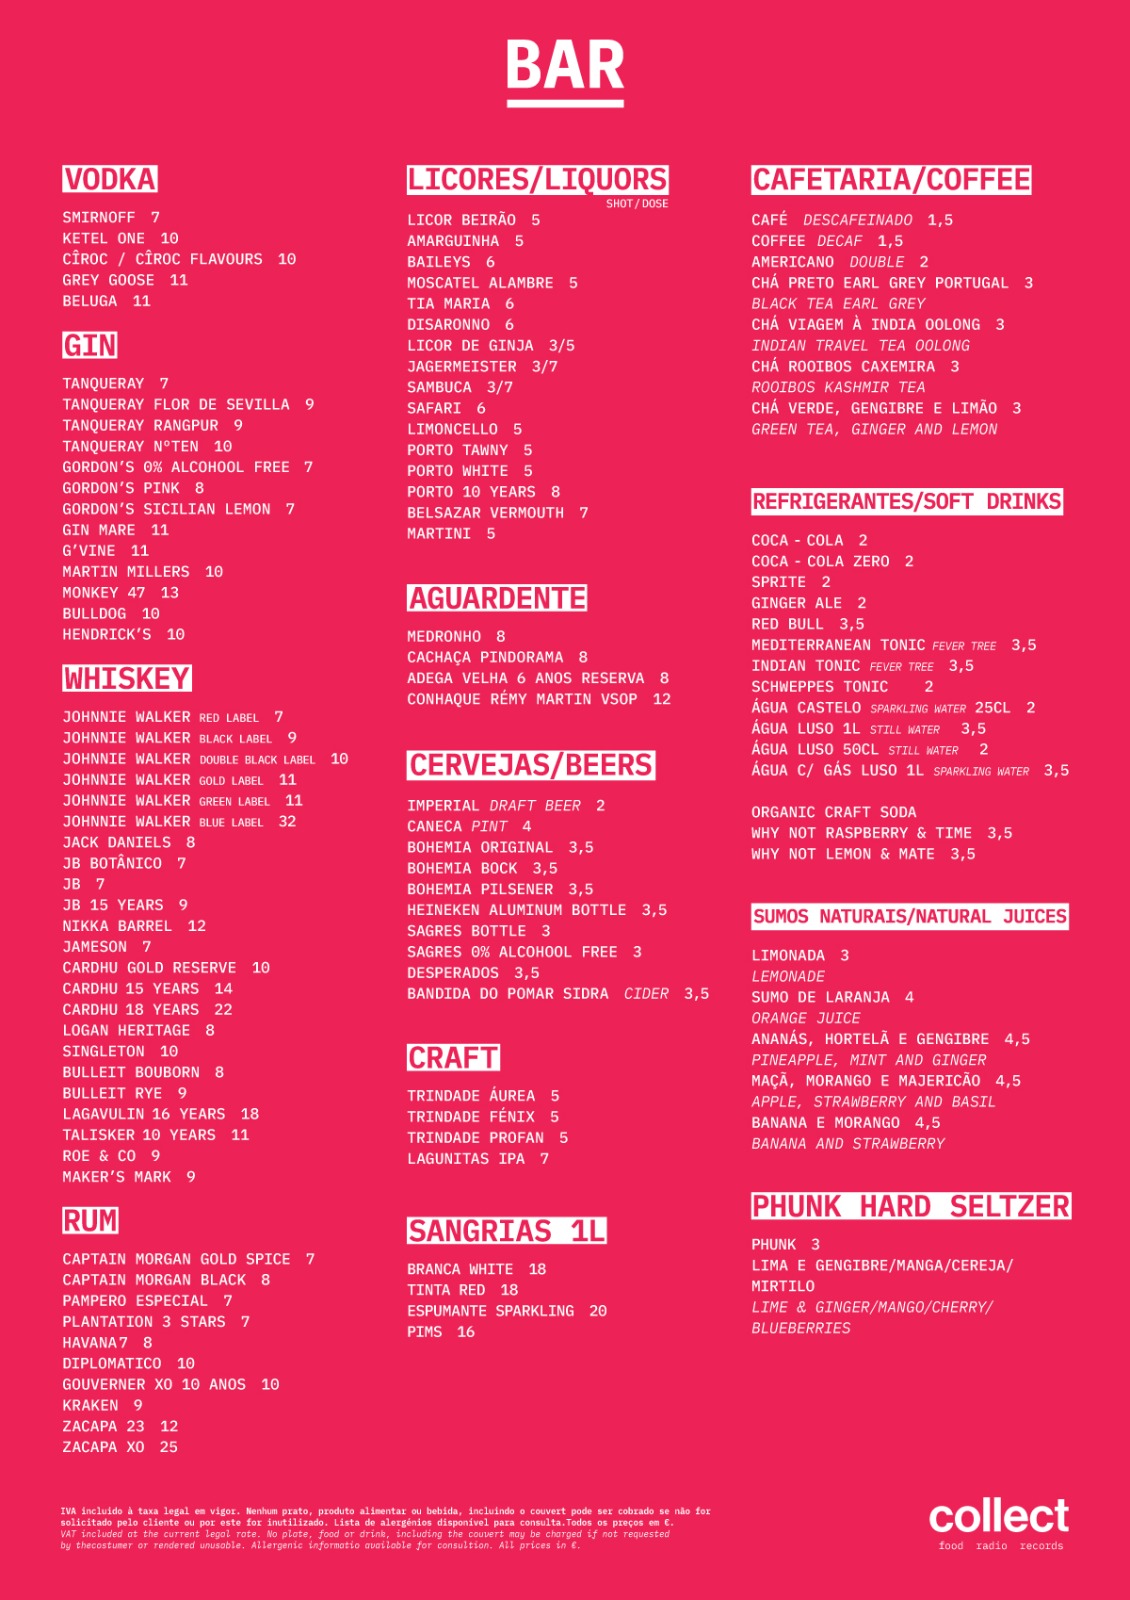 BAR
VODKA
SMIRNOFF 7
KETEL ONE 10
CÎROC / CÎROC FLAVOURS 10
GREY GOOSE 11
BELUGA 11
GIN
TANQUERAY 7
TANQUERAY FLOR DE SEVILLA 9
TANQUERAY RANGPUR 9
TANQUERAY NºTEN 10
GORDON'S 0% ALCOHOOL FREE 7
GORDON'S PINK 8
GORDON'S SICILIAN LEMON 7
GIN MARE 11
G'VINE 11
MARTIN MILLERS 10
MONKEY 47 13
BULLDOG 10
HENDRICK'S 10
WHISKEY
JOHNNIE WALKER RED LABEL 7
JOHNNIE WALKER BLACK LABEL 9
JOHNNIE WALKER DOUBLE BLACK LABEL 10
JOHNNIE WALKER GOLD LABEL 11
JOHNNIE WALKER GREEN LABEL 11
JOHNNIE WALKER BLUE LABEL 32
JACK DANIELS 8
JB BOTÂNICO 7
JB 7
JB 15 YEARS 9
NIKKA BARREL 12
JAMESON 7
CARDHU GOLD RESERVE 10
CARDHU 15 YEARS 14
CARDHU 18 YEARS 22
LOGAN HERITAGE 8
SINGLETON 10
BULLEIT BOUBORN 8
BULLEIT RYE 9
LAGAVULIN 16 YEARS 18
TALISKER 10 YEARS 11
ROE & CO 9
MAKER'S MARK 9
RUM
CAPTAIN MORGAN GOLD SPICE 7
CAPTAIN MORGAN BLACK 8
PAMPERO ESPECIAL 7
PLANTATION 3 STARS 7
HAVANA7 8
DIPLOMATICO 10
GOUVERNER XO 10 ANOS 10
KRAKEN 9
ZACAPA 23 12
ZACAPA XO 25
LICORES/LIQUORS
SHOT/DOSE
LICOR BEIRÃO 5
AMARGUINHA 5
BAILEYS 6
MOSCATEL ALAMBRE 5
TIA MARIA 6
DISARONNO 6
LICOR DE GINJA 3/5
JAGERMEISTER 3/7
SAMBUCA 3/7
SAFARI 6
LIMONCELLO 5
PORTO TAWNY 5
PORTO WHITE 5
PORTO 10 YEARS 8
BELSAZAR VERMOUTH 7
MARTINI 5
AGUARDENTE
MEDRONHO 8
CACHAÇA PINDORAMA 8
ADEGA VELHA 6 ANOS RESERVA 8
CONHAQUE RÉMY MARTIN VSOP 12
CERVEJAS/BEERS
IMPERIAL DRAFT BEER 2
CANECA PINT 4
BOHEMIA ORIGINAL 3,5
BOHEMIA BOCK 3,5
BOHEMIA PILSENER 3,5
HEINEKEN ALUMINUM BOTTLE 3,5
SAGRES BOTTLE 3
SAGRES 0% ALCOHOOL FREE 3
DESPERADOS 3,5
BANDIDA DO POMAR SIDRA CIDER 3,5
CRAFT
TRINDADE ÁUREA 5
TRINDADE FÉNIX 5
TRINDADE PROFAN 5
LAGUNITAS IPA 7
SANGRIAS 1L
BRANCA WHITE 18
TINTA RED 18
ESPUMANTE SPARKLING 20
PIMS 16
CAFETARIA/COFFEE
CAFÉ DESCAFEINADO 1,5
COFFEE DECAF 1,5
AMERICANO DOUBLE 2
CHÁ PRETO EARL GREY PORTUGAL 3
BLACK TEA EARL GREY
CHÁ VIAGEM À INDIA OOLONG 3
INDIAN TRAVEL TEA OOLONG
CHÁ ROOIBOS CAXEMIRA 3
ROOIBOS KASHMIR TEA
CHÁ VERDE, GENGIBRE E LIMÃO 3
GREEN TEA, GINGER AND LEMON
REFRIGERANTES/SOFT DRINKS
COCA - COLA 2
COCA - COLA ZERO 2
SPRITE 2
GINGER ALE 2
RED BULL 3,5
MEDITERRANEAN TONIC FEVER TREE 3,5
INDIAN TONIC FEVER TREE 3,5
SCHWEPPES TONIC 2
ÁGUA CASTELO SPARKLING WATER 25CL 2
ÁGUA LUSO 1L STILL WATER 3,5
ÁGUA LUSO 50CL STILL WATER 2
ÁGUA C/ GÁS LUSO 1L SPARKLING WATER 3,5
ORGANIC CRAFT SODA
WHY NOT RASPBERRY & TIME 3,5
WHY NOT LEMON & MATE 3,5
SUMOS NATURAIS/NATURAL JUICES
LIMONADA 3
LEMONADE
SUMO DE LARANJA 4
ORANGE JUICE
ANANÁS, HORTELÃ E GENGIBRE 4,5
PINEAPPLE, MINT AND GINGER
MAÇÃ, MORANGO E MAJERICÃO 4,5
APPLE, STRAWBERRY AND BASIL
BANANA E MORANGO 4,5
BANANA AND STRAWBERRY
PHUNK HARD SELTZER
PHUNK 3
LIMA E GENGIBRE/MANGA/CEREJA/
MIRTILO
LIME & GINGER/MANGO/CHERRY/
BLUEBERRIES
IVA incluido à taxa legal em vigor. Nenhum prato, produto alimentar ou bebida, incluindo o couvert pode ser cobrado se não for
solicitado pelo cliente ou por este for inutilizado. Lista de alergénios disponível para consulta.Todos os preços em €.
VAT included at the current legal rate. No plate, food or drink, including the couvert may be charged if not requested
by thecostumer or rendered unusable. Allergenic informatio available for consultion. All prices in €.
collect
food radio records